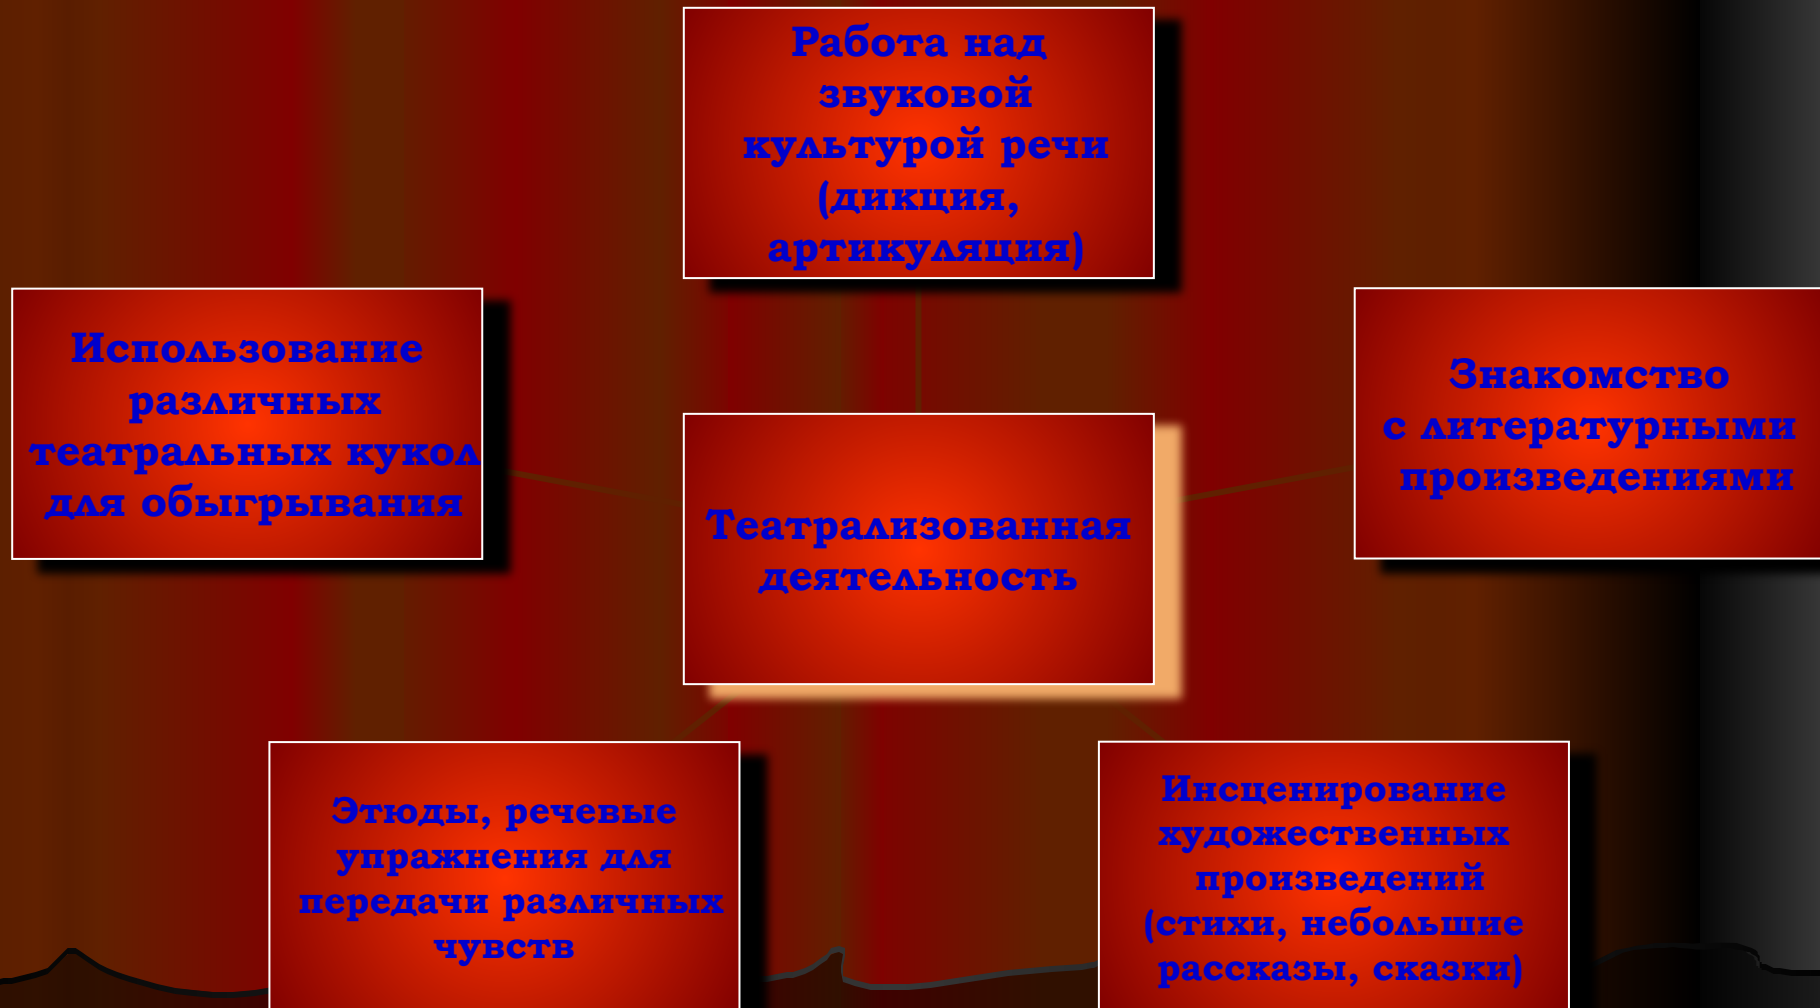 Работа над
звуковой
культурой речи
(дикция,
артикуляция)
Использование
различных
театральных кукол
для обыгрывания
Знакомство
с литературными
произведениями
Театрализованная
деятельность
Этюды, речевые
упражнения для
передачи различных
чувств
Инсценирование
художественных
произведений
(стихи, небольшие
рассказы, сказки)